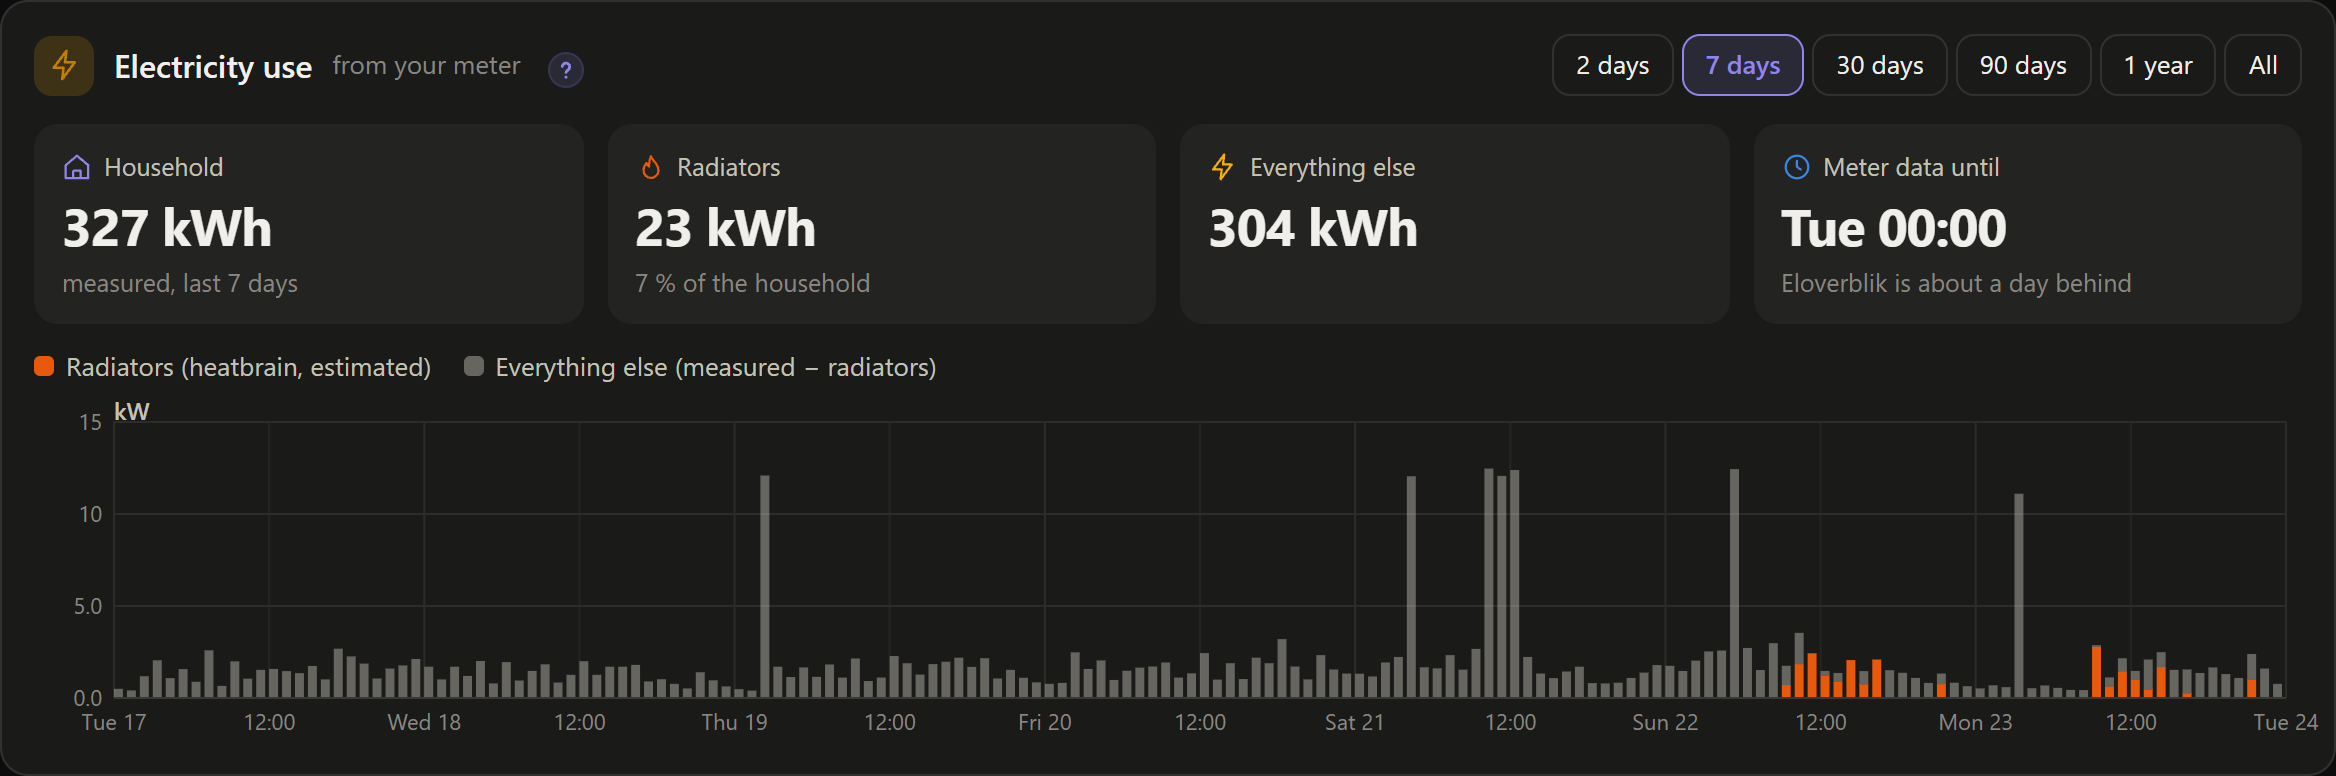 Electricity use from your meter ?
2 days 7 days 30 days 90 days 1 year All
Household
327 kWh
measured, last 7 days
Radiators
23 kWh
7 % of the household
Everything else
304 kWh
Meter data until
Tue 00:00
Eloverblik is about a day behind
Radiators (heatbrain, estimated) Everything else (measured − radiators)
kW
15
10
5.0
0.0
Tue 17 12:00 Wed 18 12:00 Thu 19 12:00 Fri 20 12:00 Sat 21 12:00 Sun 22 12:00 Mon 23 12:00 Tue 24